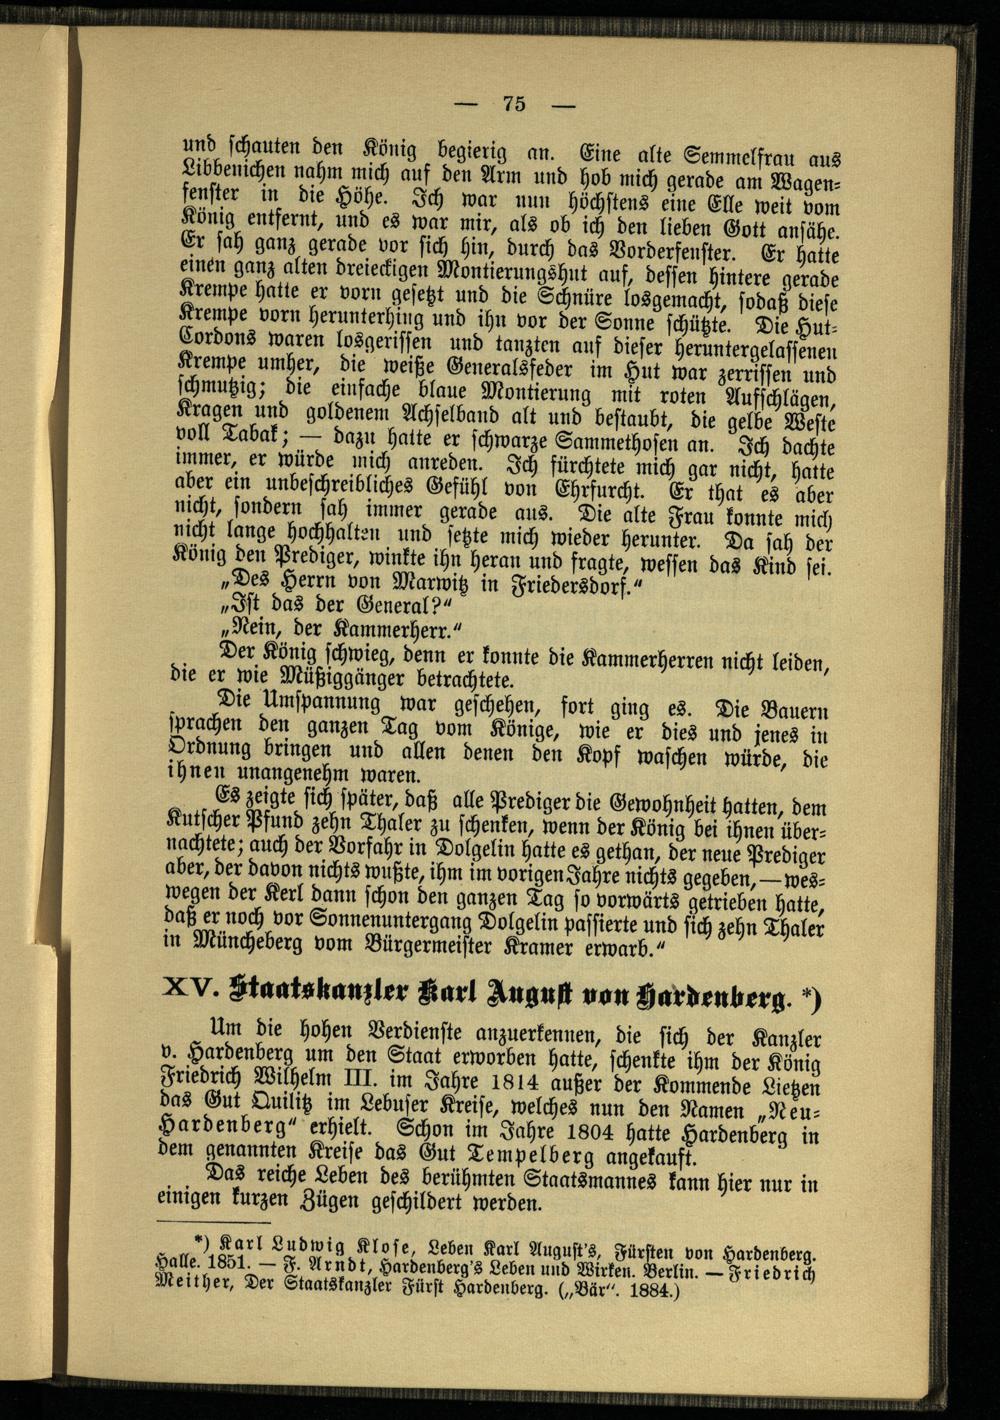 — 75 —
und schauten den König begierig an. Eine alte Semmelfrau aus
Libbenichen nahm mich auf den Arm und hob mich gerade am Wagen-
fenster in die Höhe. Ich war nun höchstens eine Elle weit vom
König entfernt, und es war mir, als ob ich den lieben Gott ansähe.
Er sah ganz gerade vor sich hin, durch das Vorderfenster. Er hatte
einen ganz alten dreieckigen Montierungshut auf, dessen hintere gerade
Krempe hatte er vorn gesetzt und die Schnüre losgemacht, sodaß diese
Krempe vorn herunterhing und ihn vor der Sonne schützte. Die Hut-
Cordons waren losgerissen und tanzten auf dieser heruntergelassenen
Krempe umher, die weiße Generalsfeder im Hut war zerrissen und
schmutzig; die einfache blaue Montierung mit roten Aufschlägen,
Kragen und goldenem Achselband alt und bestaubt, die gelbe Weste
voll Tabak; — dazu hatte er schwarze Sammethosen an. Ich dachte
immer, er würde mich anreden. Ich fürchtete mich gar nicht, hatte
aber ein unbeschreibliches Gefühl von Ehrfurcht. Er that es aber
nicht, sondern sah immer gerade aus. Die alte Frau konnte mich
nicht lange hochhalten und setzte mich wieder herunter. Da sah der
König den Prediger, winkte ihn heran und fragte, wessen das Kind sei.
„Des Herrn von Marwitz in Friedersdorf.“
„Ist das der General?“
„Nein, der Kammerherr.“
Der König schwieg, denn er konnte die Kammerherren nicht leiden,
die er wie Müßiggänger betrachtete.
Die Umspannung war geschehen, fort ging es. Die Bauern
sprachen den ganzen Tag vom Könige, wie er dies und jenes in
Ordnung bringen und allen denen den Kopf waschen würde, die
ihnen unangenehm waren.
Es zeigte sich später, daß alle Prediger die Gewohnheit hatten, dem
Kutscher Pfund zehn Thaler zu schenken, wenn der König bei ihnen über-
nachtete; auch der Vorfahr in Dolgelin hatte es gethan, der neue Prediger
aber, der davon nichts wußte, ihm im vorigen Jahre nichts gegeben, — wes-
wegen der Kerl dann schon den ganzen Tag so vorwärts getrieben hatte,
daß er noch vor Sonnenuntergang Dolgelin passierte und sich zehn Thaler
in Müncheberg vom Bürgermeister Kramer erwarb.“
XV. Staatskanzler Karl August von Hardenberg. *)
Um die hohen Verdienste anzuerkennen, die sich der Kanzler
v. Hardenberg um den Staat erworben hatte, schenkte ihm der König
Friedrich Wilhelm III. im Jahre 1814 außer der Kommende Lietzen
das Gut Quilitz im Lebuser Kreise, welches nun den Namen „Neu-
Hardenberg“ erhielt. Schon im Jahre 1804 hatte Hardenberg in
dem genannten Kreise das Gut Tempelberg angekauft.
Das reiche Leben des berühmten Staatsmannes kann hier nur in
einigen kurzen Zügen geschildert werden.
*) Karl Ludwig Klose, Leben Karl August's, Fürsten von Hardenberg.
Halle. 1851. — F. Arndt, Hardenberg's Leben und Wirken. Berlin. — Friedrich
Meither, Der Staatskanzler Fürst Hardenberg. („Bär“. 1884.)